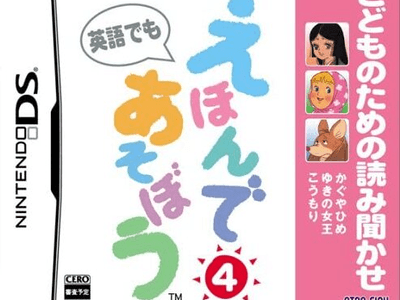 NINTENDO DS
英語でも
えほんで
あそぼう
4
TM
CERO
審査予定
こどものための読み聞かせ
かぐやひめ
ゆきの女王
こうもり